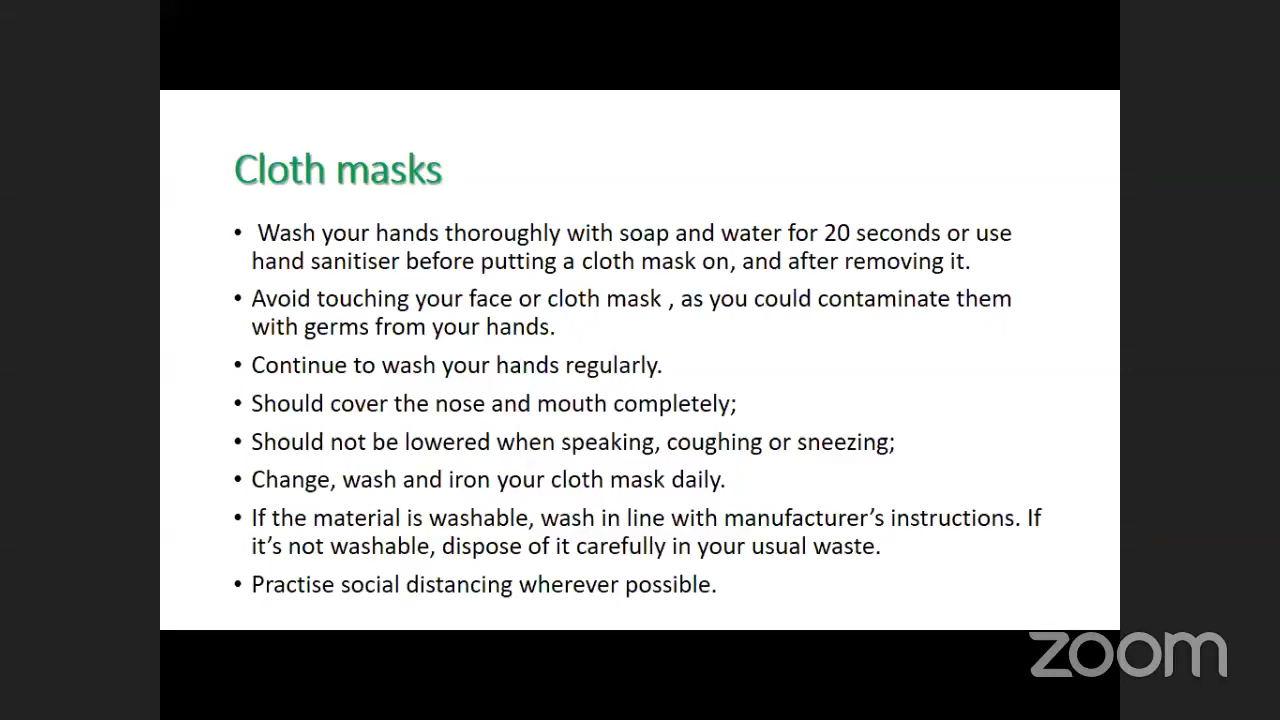 Cloth masks
• Wash your hands thoroughly with soap and water for 20 seconds or use
hand sanitiser before putting a cloth mask on, and after removing it.
• Avoid touching your face or cloth mask , as you could contaminate them
with germs from your hands.
• Continue to wash your hands regularly.
• Should cover the nose and mouth completely;
• Should not be lowered when speaking, coughing or sneezing;
• Change, wash and iron your cloth mask daily.
• If the material is washable, wash in line with manufacturer’s instructions. If
it’s not washable, dispose of it carefully in your usual waste.
• Practise social distancing wherever possible.
zoom